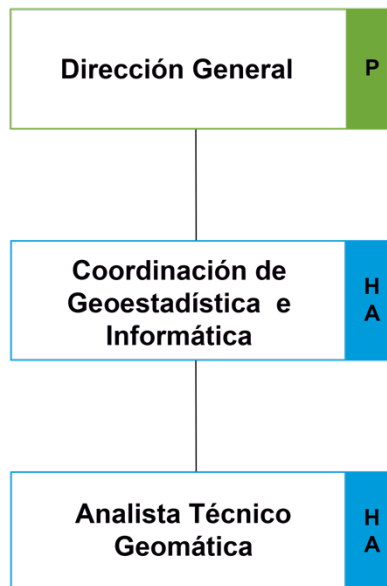 Dirección General
P
Coordinación de
Geoestadística e
Informática
H
A
Analista Técnico
Geomática
H
A